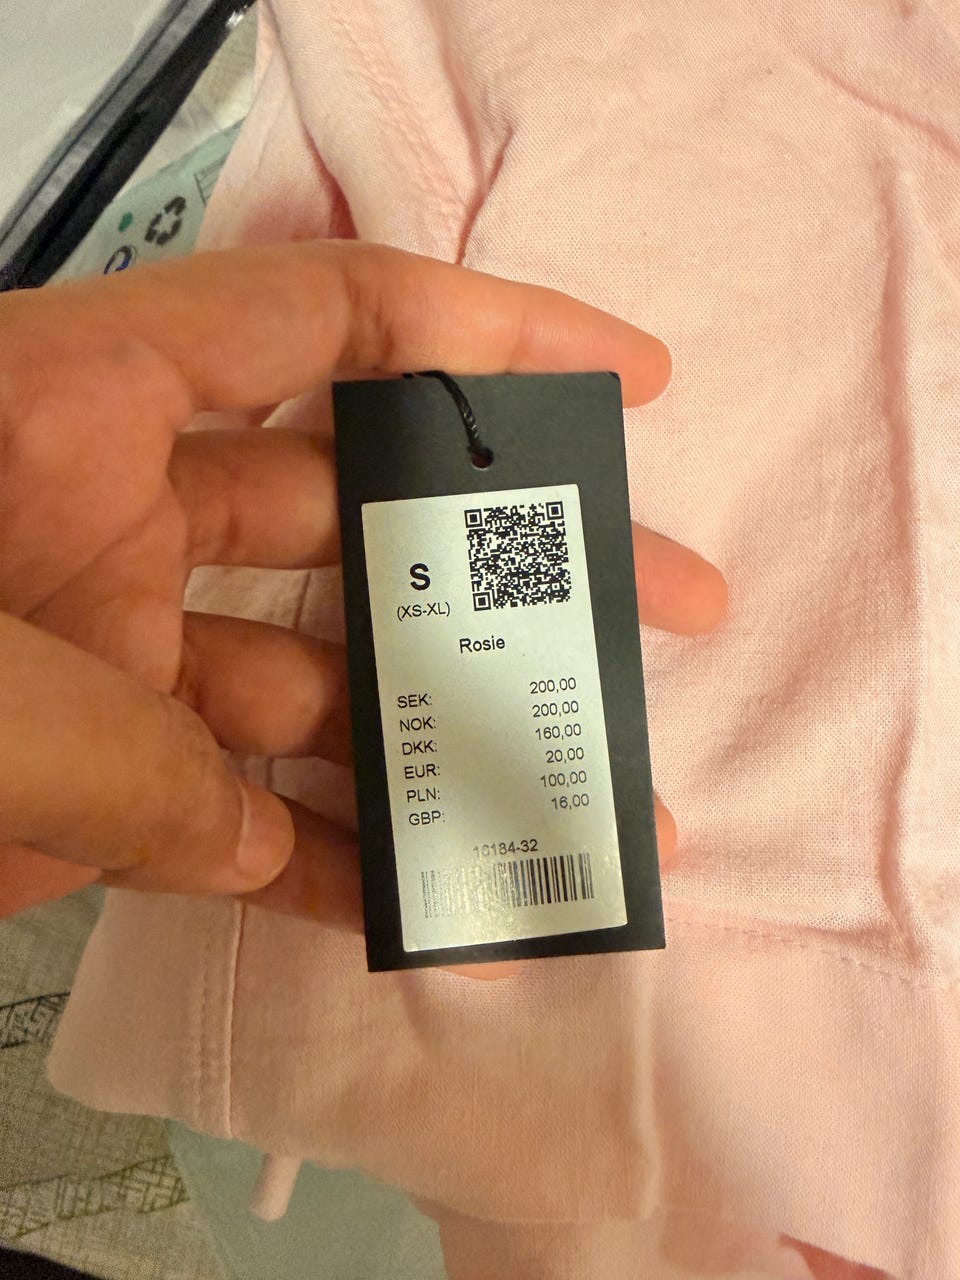 S
(XS-XL)
Rosie
SEK: 200,00
NOK: 200,00
DKK: 160,00
EUR: 20,00
PLN: 100,00
GBP: 16,00
16184-32